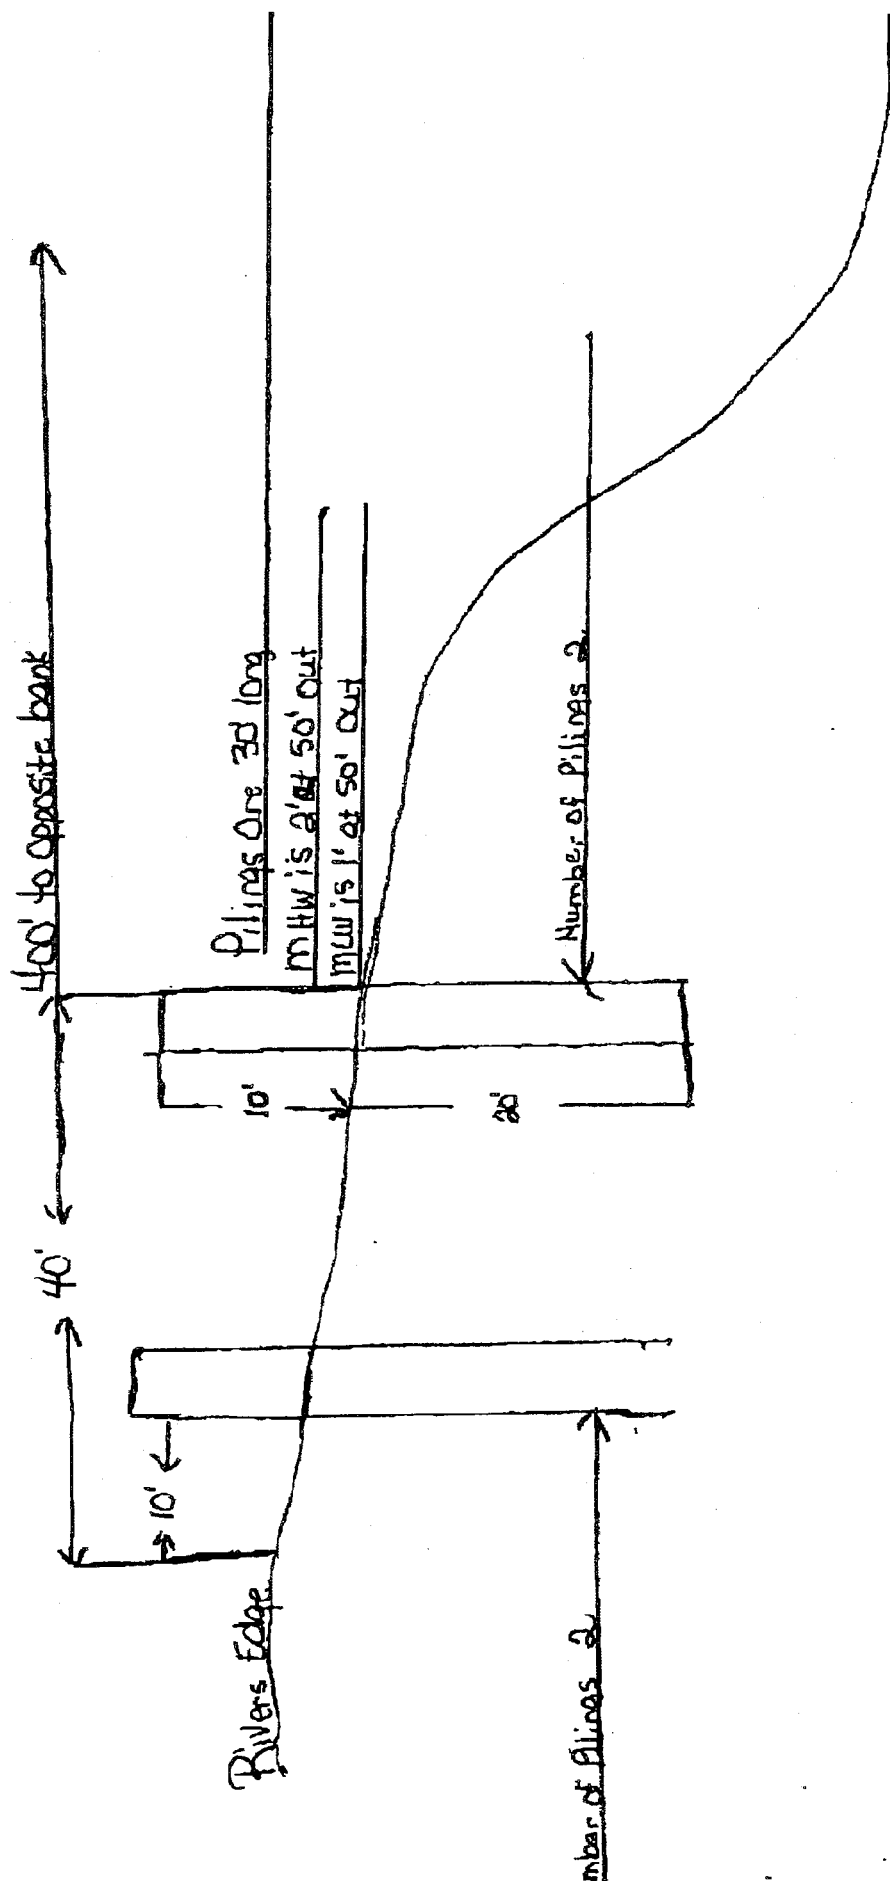 400' to Opposite bank
40'
10'
Pilings Are 30' long
MHW is 2' at 50' out
MLW is 1' at 50' out
10'
20'
Rivers Edge
Number of Pilings 2
mber of Pilings 2